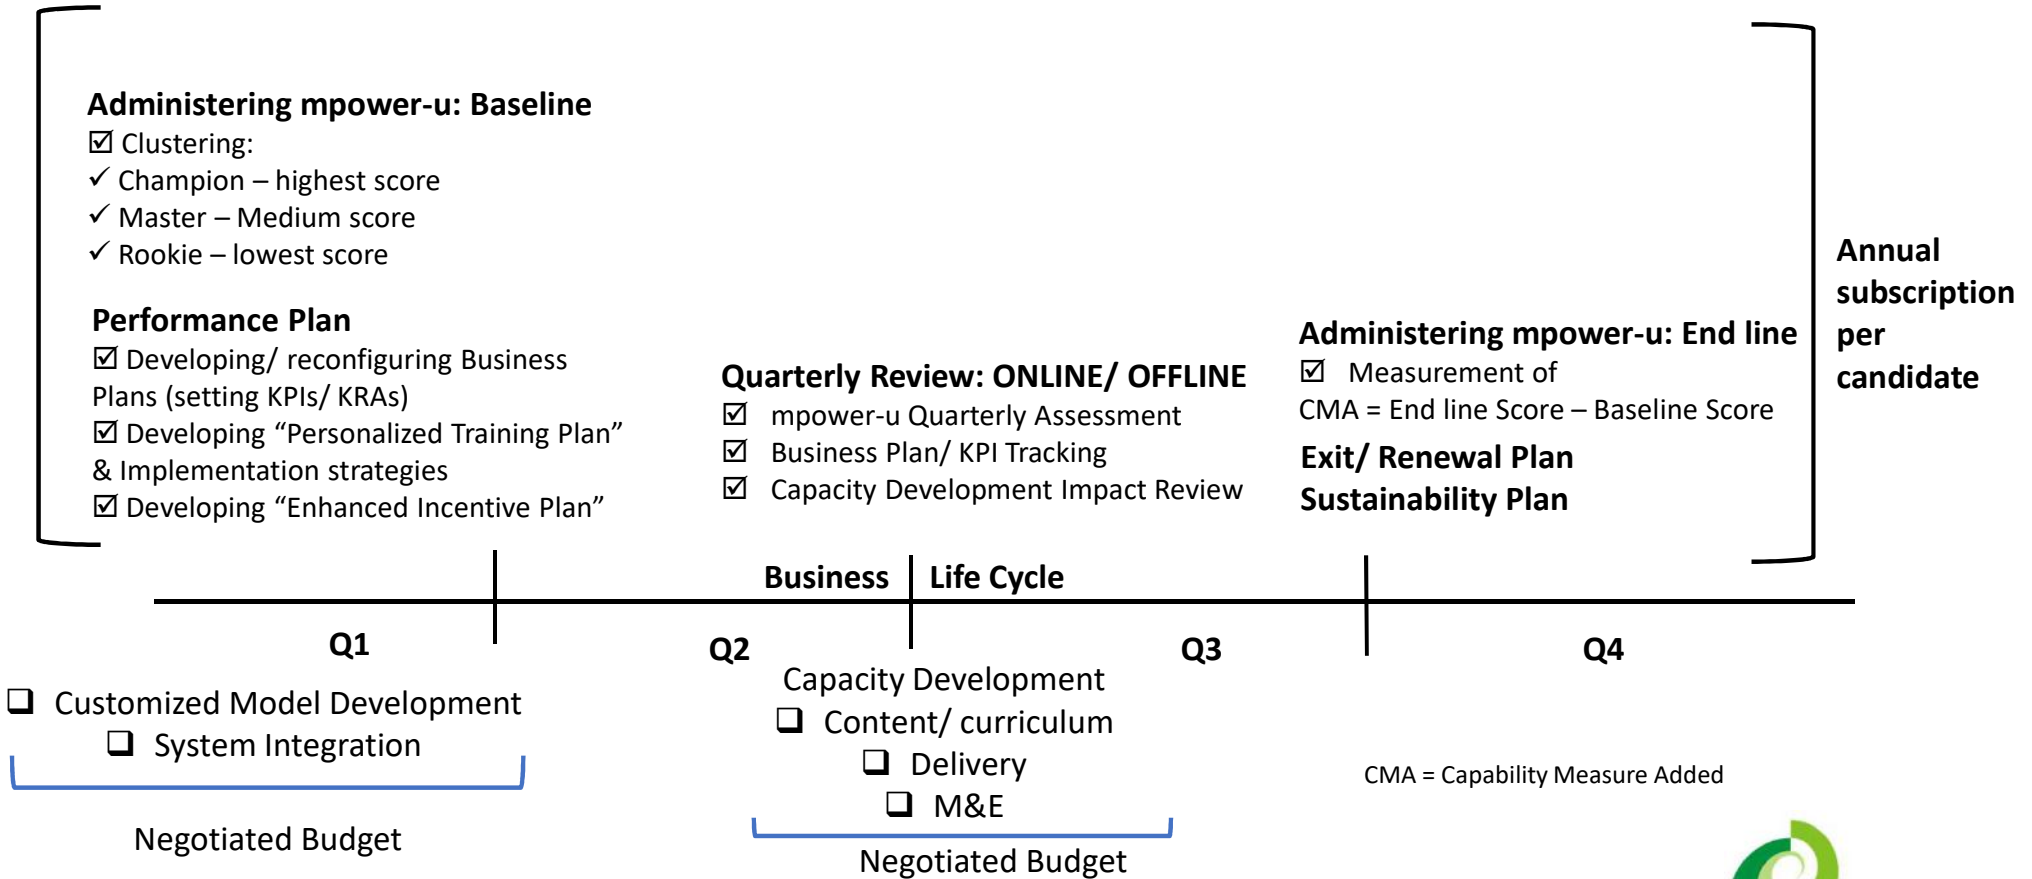 Administering mpower-u: Baseline
☑ Clustering:
✓ Champion – highest score
✓ Master – Medium score
✓ Rookie – lowest score
Performance Plan
☑ Developing/ reconfiguring Business
Plans (setting KPIs/ KRAs)
☑ Developing “Personalized Training Plan”
& Implementation strategies
☑ Developing “Enhanced Incentive Plan”
Quarterly Review: ONLINE/ OFFLINE
☑ mpower-u Quarterly Assessment
☑ Business Plan/ KPI Tracking
☑ Capacity Development Impact Review
Administering mpower-u: End line
☑ Measurement of
CMA = End line Score – Baseline Score
Exit/ Renewal Plan
Sustainability Plan
Annual
subscription
per
candidate
Business Life Cycle
Q1
Q2
Q3
Q4
❑ Customized Model Development
❑ System Integration
Negotiated Budget
Capacity Development
❑ Content/ curriculum
❑ Delivery
❑ M&E
Negotiated Budget
CMA = Capability Measure Added